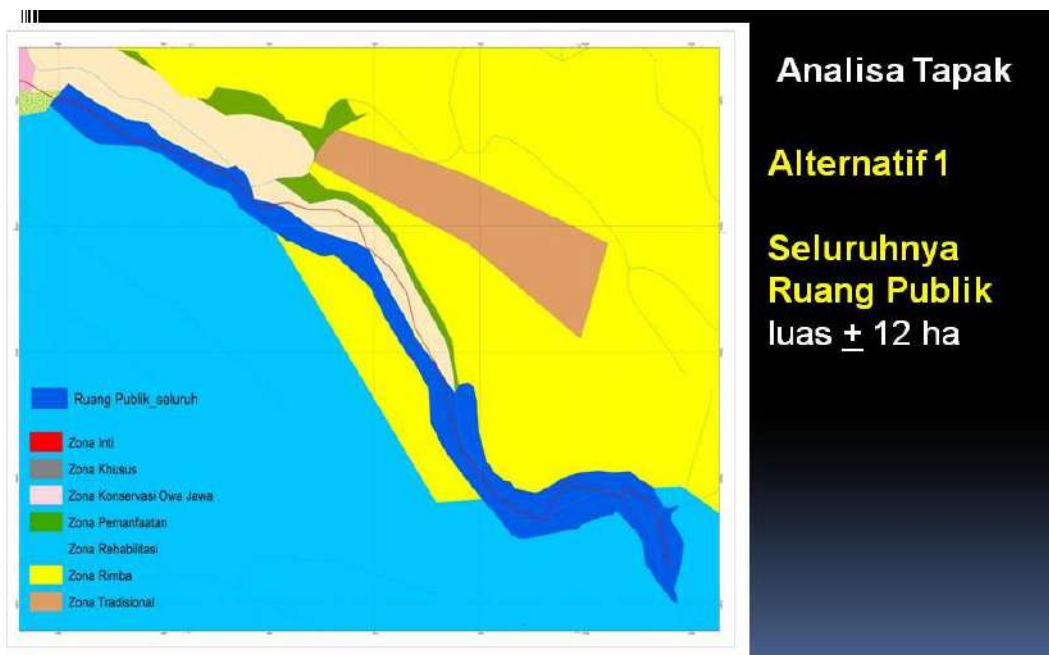 Analisa Tapak
Alternatif 1
Seluruhnya
Ruang Publik
luas ± 12 ha
Ruang Publik_seluruh
Zona Inti
Zona Khusus
Zona Konservasi Owa Jawa
Zona Pemanfaatan
Zona Rehabilitasi
Zona Rimba
Zona Tradisional